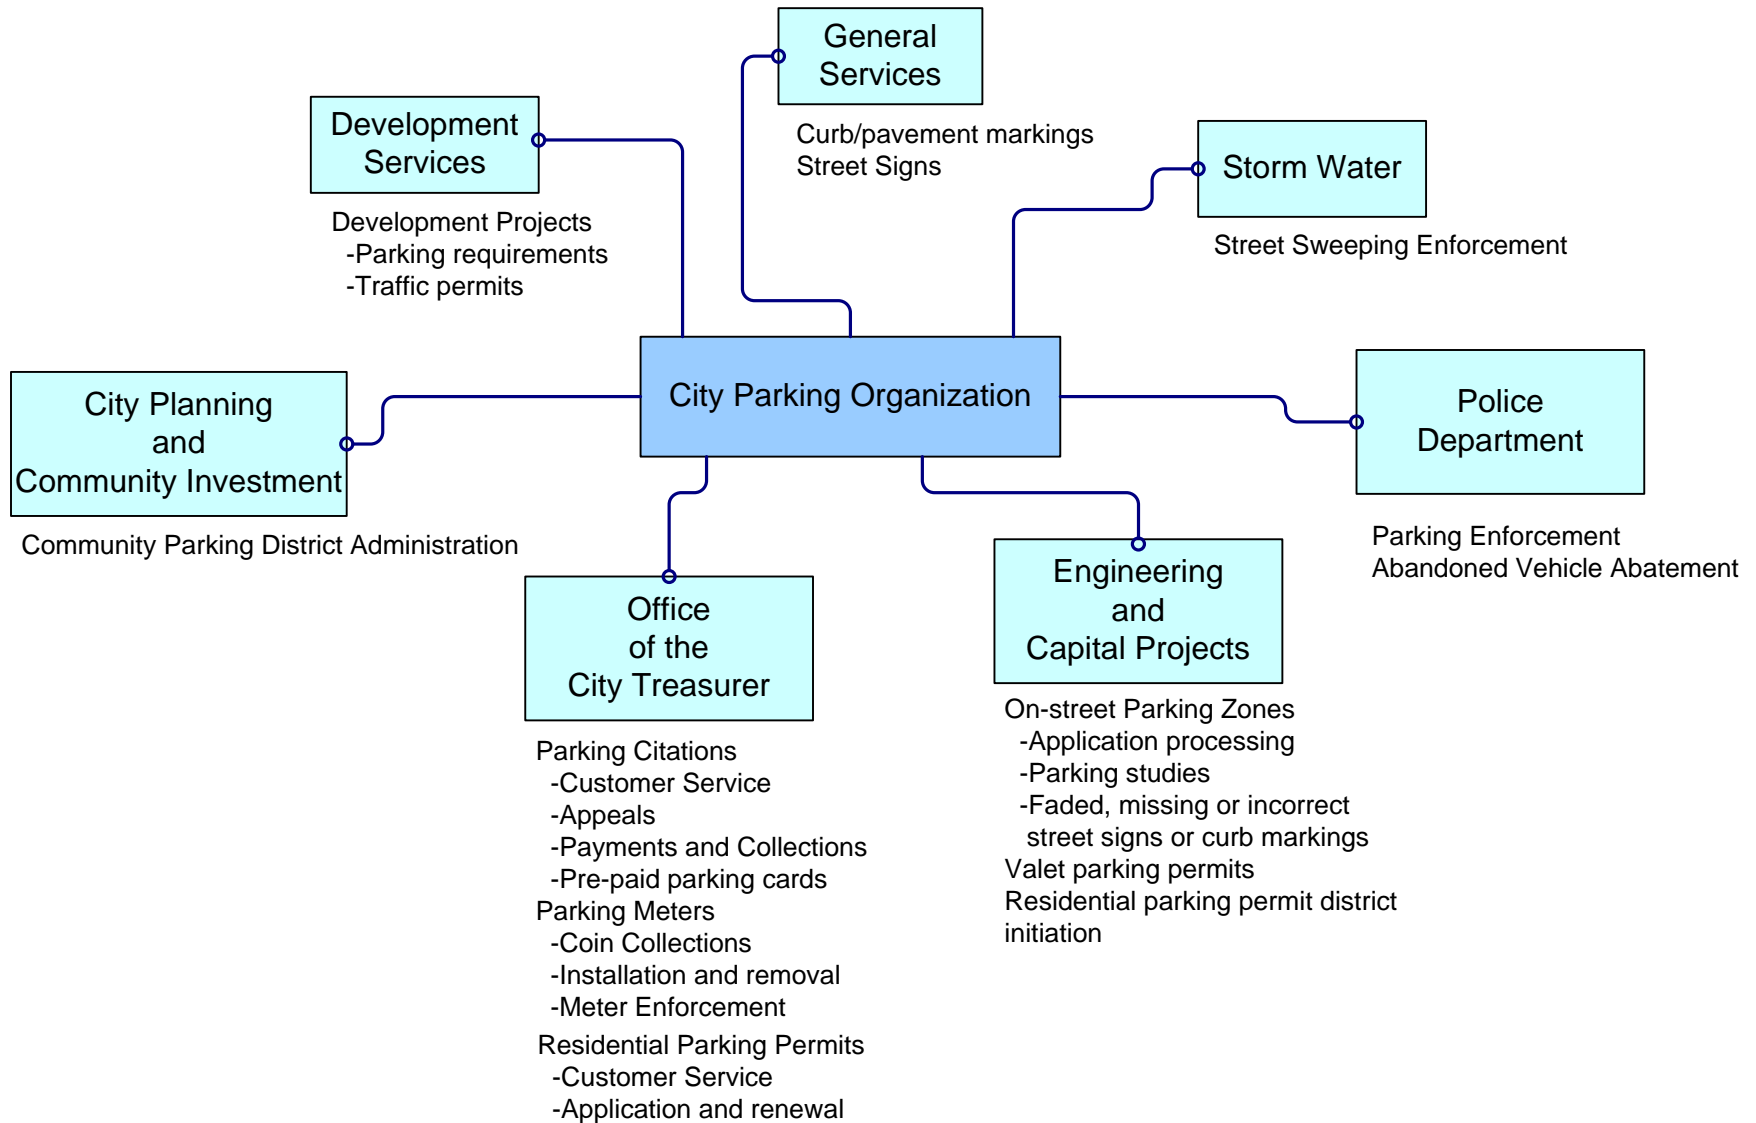 General
Services
Curb/pavement markings
Street Signs
Development
Services
Development Projects
-Parking requirements
-Traffic permits
Storm Water
Street Sweeping Enforcement
City Parking Organization
City Planning
and
Community Investment
Community Parking District Administration
Police
Department
Parking Enforcement
Abandoned Vehicle Abatement
Office
of the
City Treasurer
Parking Citations
-Customer Service
-Appeals
-Payments and Collections
-Pre-paid parking cards
Parking Meters
-Coin Collections
-Installation and removal
-Meter Enforcement
Residential Parking Permits
-Customer Service
-Application and renewal
Engineering
and
Capital Projects
On-street Parking Zones
-Application processing
-Parking studies
-Faded, missing or incorrect
street signs or curb markings
Valet parking permits
Residential parking permit district
initiation